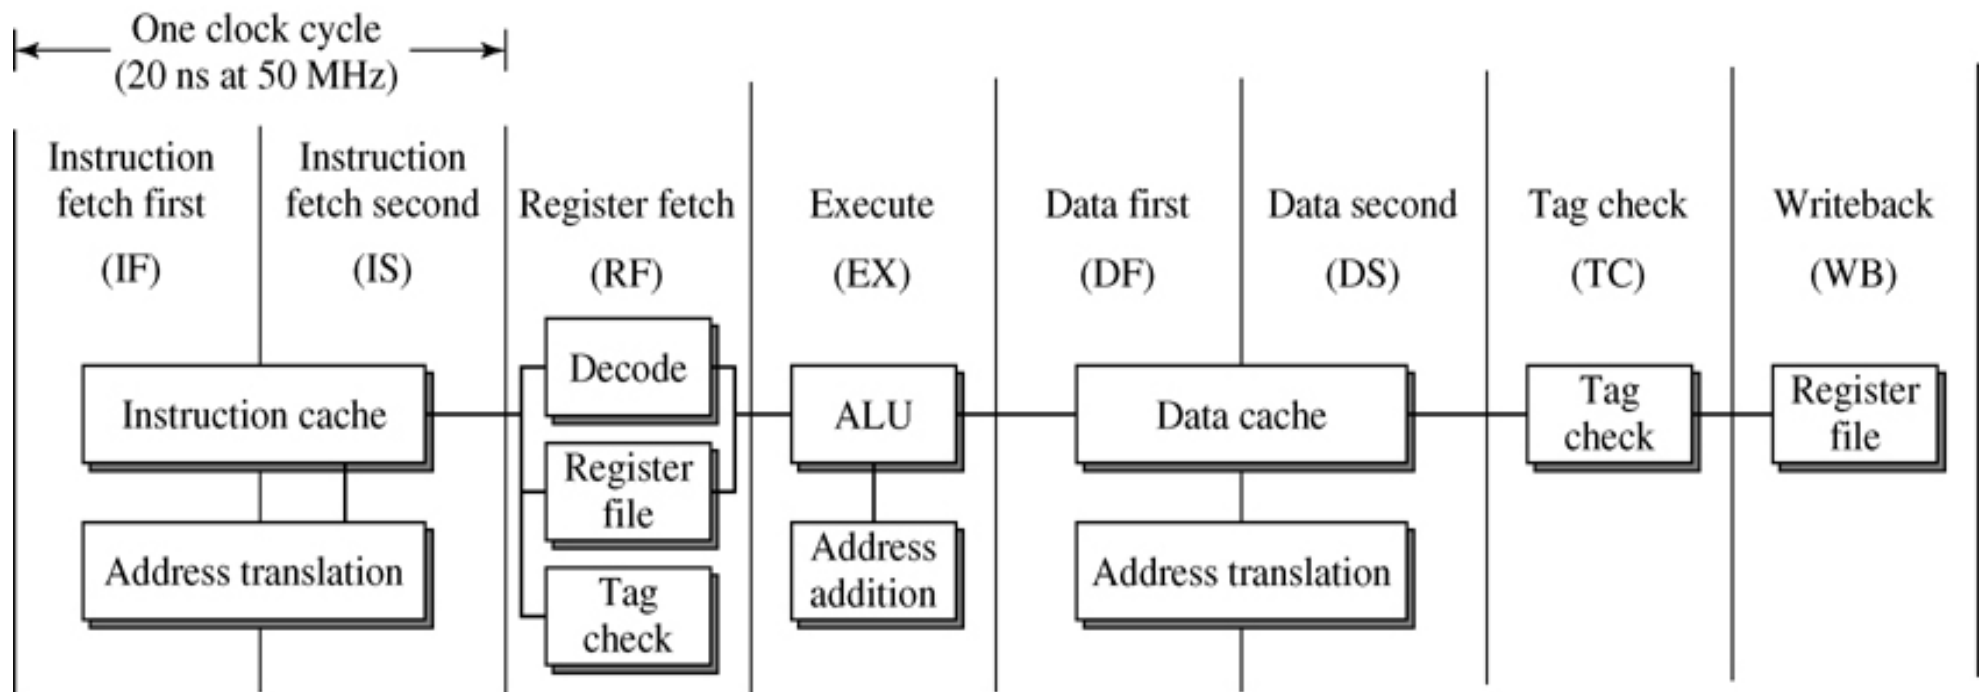 One clock cycle
(20 ns at 50 MHz)
Instruction
fetch first
(IF)
Instruction
fetch second
(IS)
Register fetch
(RF)
Execute
(EX)
Data first
(DF)
Data second
(DS)
Tag check
(TC)
Writeback
(WB)
Instruction cache
Address translation
Decode
Register
file
Tag
check
ALU
Address
addition
Data cache
Address translation
Tag
check
Register
file